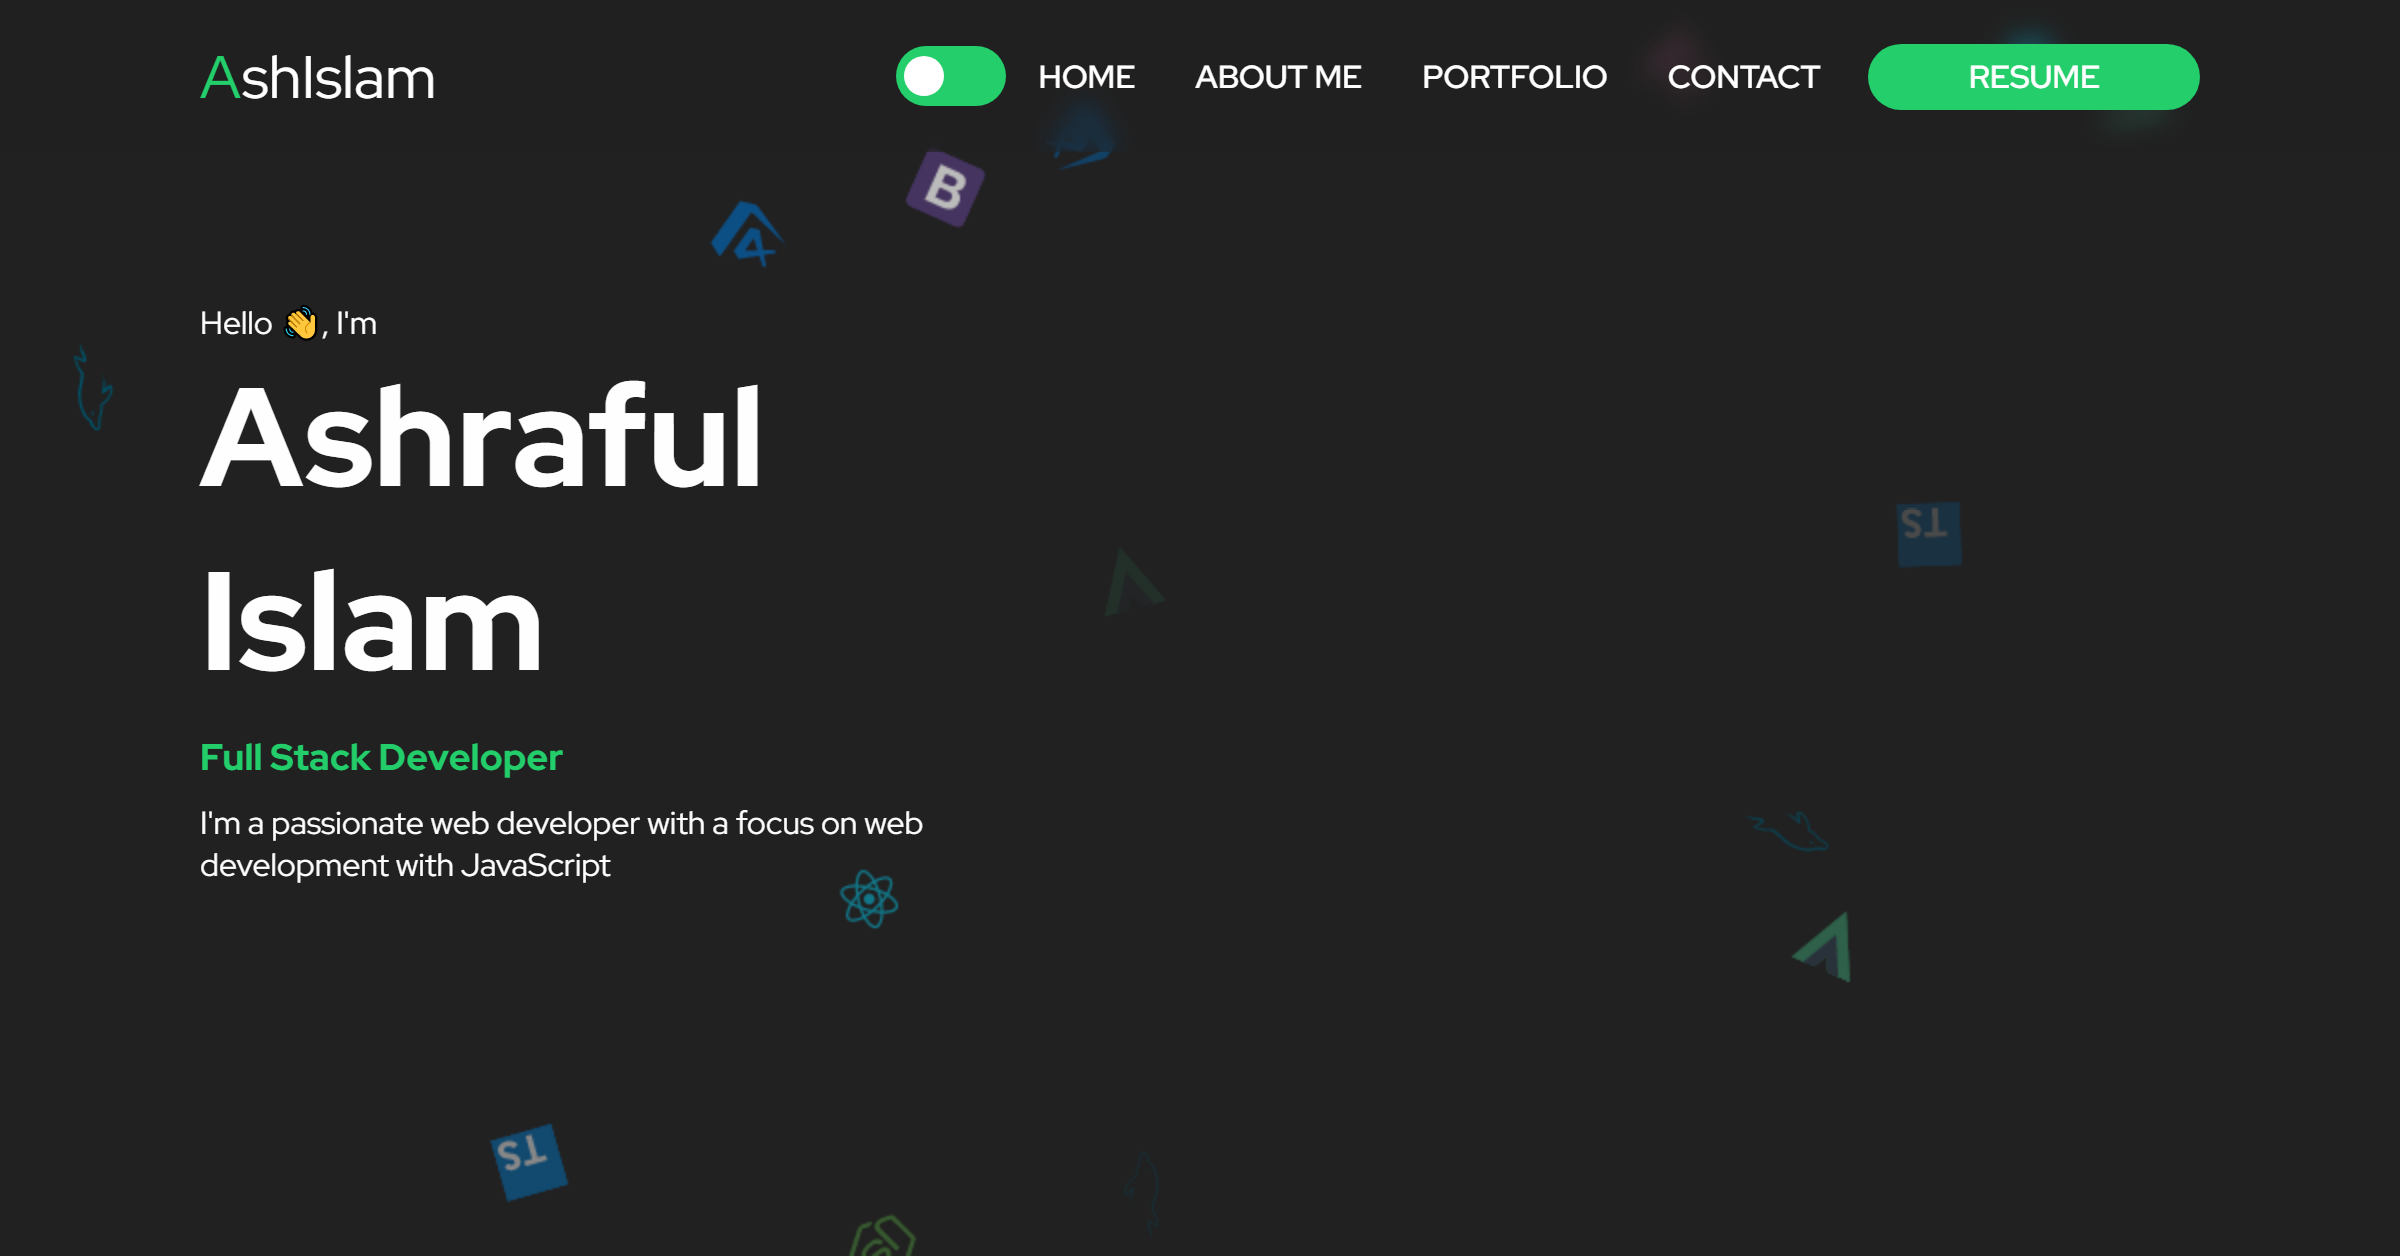 AshIslam
HOME ABOUT ME PORTFOLIO CONTACT RESUME
B
4
Hello 👋, I'm
Ashraful
Islam
TS
Full Stack Developer
I'm a passionate web developer with a focus on web
development with JavaScript
TS